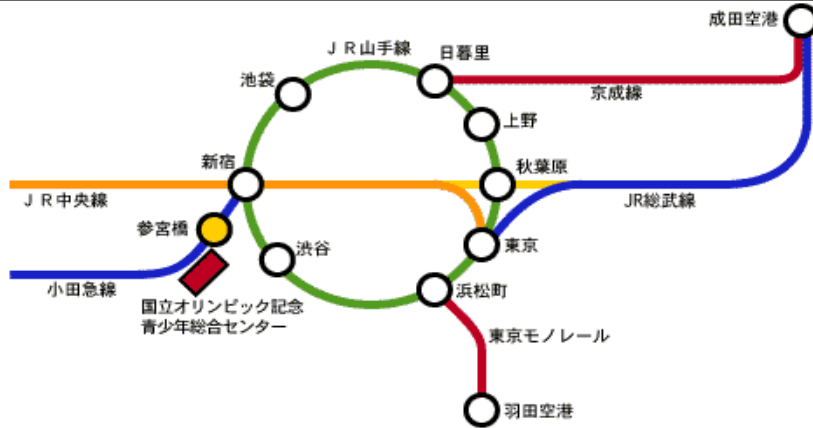 成田空港
ＪＲ山手線
日暮里
池袋
京成線
上野
新宿
秋葉原
ＪＲ中央線
JR総武線
参宮橋
渋谷
東京
小田急線
浜松町
国立オリンピック記念
青少年総合センター
東京モノレール
羽田空港